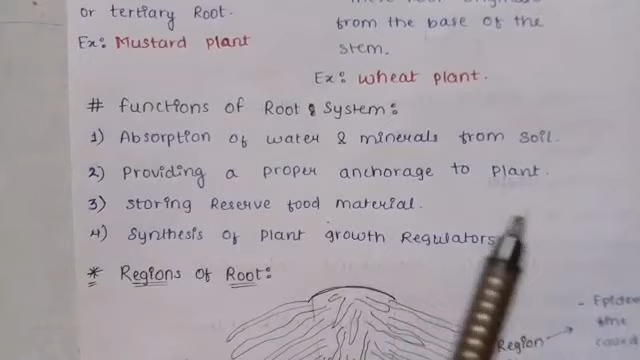 or tertiary Root.
Ex: Mustard plant
from the base of the
stem.
Ex: wheat plant.
# functions of Root System:
1) Absorption of water & minerals from soil.
2) Providing a proper anchorage to plant.
3) storing Reserve food material.
4) Synthesis of plant growth Regulators
* Regions of Root:
Region